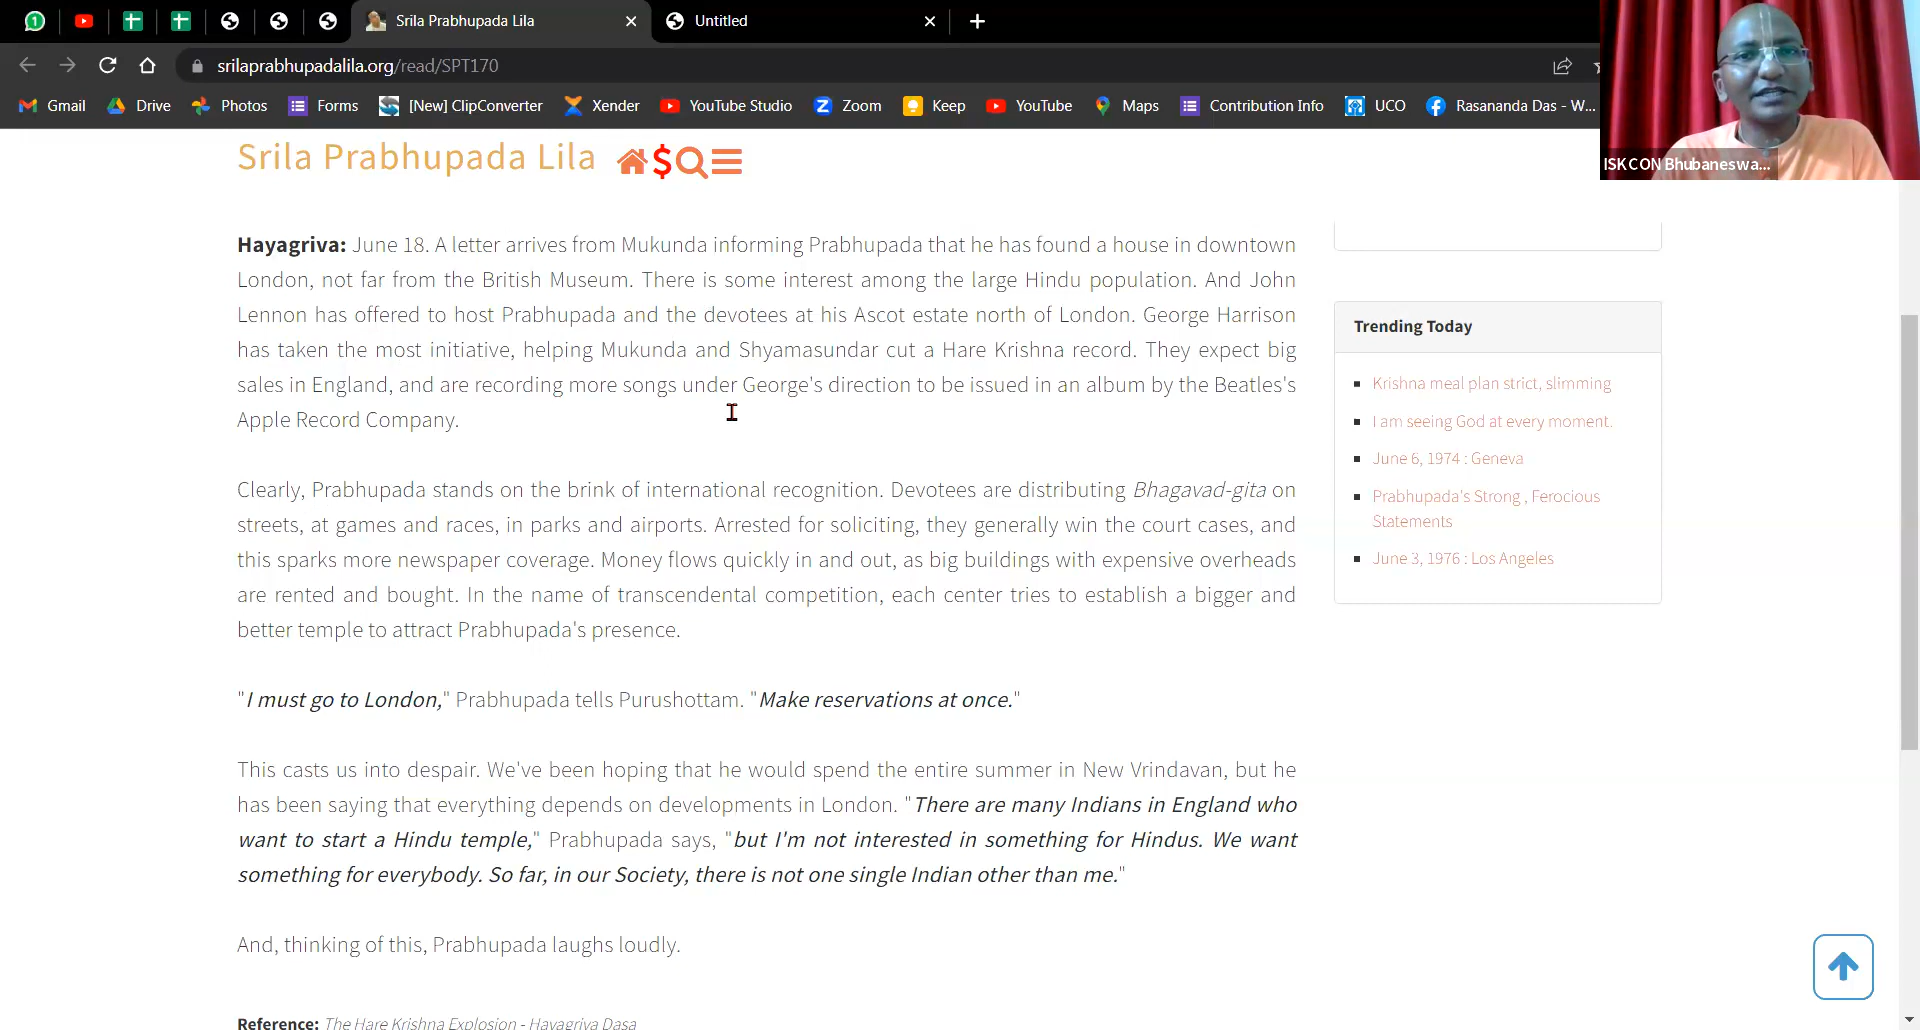 Srila Prabhupada Lila
Untitled
srilaprabhupadalila.org/read/SPT170
Gmail Drive Photos Forms [New] ClipConverter Xender YouTube Studio Zoom Keep YouTube Maps Contribution Info UCO Rasananda Das - W...
ISKCON Bhubaneswa...
Srila Prabhupada Lila
Hayagriva: June 18. A letter arrives from Mukunda informing Prabhupada that he has found a house in downtown
London, not far from the British Museum. There is some interest among the large Hindu population. And John
Lennon has offered to host Prabhupada and the devotees at his Ascot estate north of London. George Harrison
has taken the most initiative, helping Mukunda and Shyamasundar cut a Hare Krishna record. They expect big
sales in England, and are recording more songs under George's direction to be issued in an album by the Beatles's
Apple Record Company.
Clearly, Prabhupada stands on the brink of international recognition. Devotees are distributing Bhagavad-gita on
streets, at games and races, in parks and airports. Arrested for soliciting, they generally win the court cases, and
this sparks more newspaper coverage. Money flows quickly in and out, as big buildings with expensive overheads
are rented and bought. In the name of transcendental competition, each center tries to establish a bigger and
better temple to attract Prabhupada's presence.
"I must go to London," Prabhupada tells Purushottam. "Make reservations at once."
This casts us into despair. We've been hoping that he would spend the entire summer in New Vrindavan, but he
has been saying that everything depends on developments in London. "There are many Indians in England who
want to start a Hindu temple," Prabhupada says, "but I'm not interested in something for Hindus. We want
something for everybody. So far, in our Society, there is not one single Indian other than me."
And, thinking of this, Prabhupada laughs loudly.
Reference: The Hare Krishna Explosion - Hayagriva Dasa
Trending Today
Krishna meal plan strict, slimming
I am seeing God at every moment.
June 6, 1974 : Geneva
Prabhupada's Strong , Ferocious
Statements
June 3, 1976 : Los Angeles